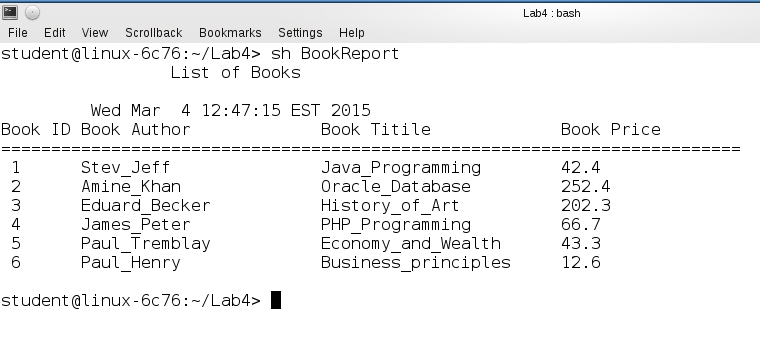 Lab4 : bash
File Edit View Scrollback Bookmarks Settings Help
student@linux-6c76:~/Lab4> sh BookReport
List of Books
Wed Mar  4 12:47:15 EST 2015
Book ID Book Author Book Titile Book Price
==========================================================================
1 Stev_Jeff Java_Programming 42.4
2 Amine_Khan Oracle_Database 252.4
3 Eduard_Becker History_of_Art 202.3
4 James_Peter PHP_Programming 66.7
5 Paul_Tremblay Economy_and_Wealth 43.3
6 Paul_Henry Business_principles 12.6
student@linux-6c76:~/Lab4>